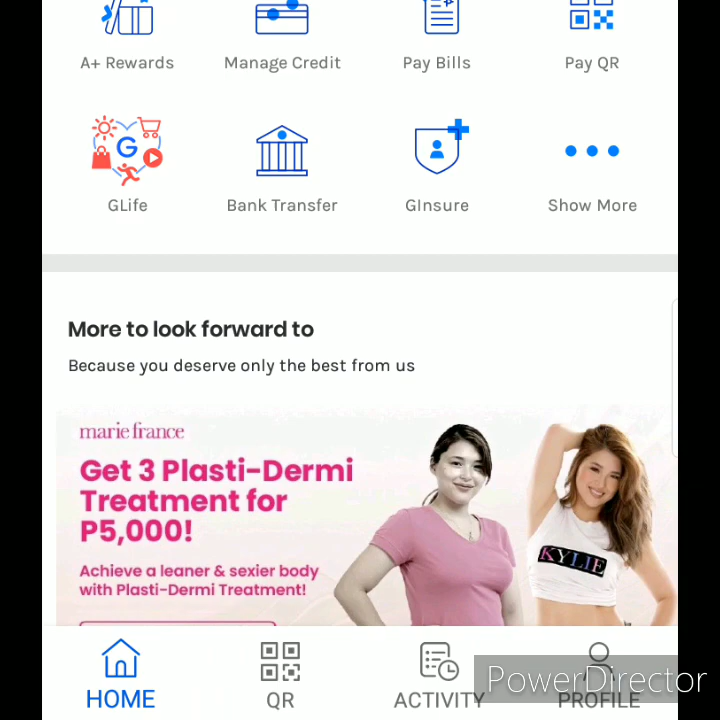 A+ Rewards
Manage Credit
Pay Bills
Pay QR
G
GLife
Bank Transfer
GInsure
Show More
More to look forward to
Because you deserve only the best from us
marie france
Get 3 Plasti-Dermi
Treatment for
P5,000!
Achieve a leaner & sexier body
with Plasti-Dermi Treatment!
KYLIE
HOME
QR
ACTIVITY
PROFILE
PowerDirector